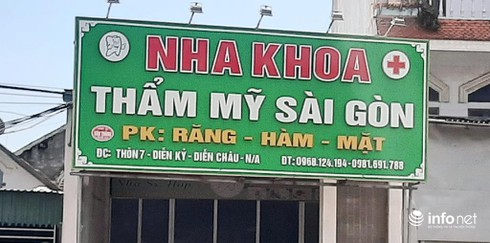 NHA KHOA
THẨM MỸ SÀI GÒN
PK: RĂNG - HÀM - MẶT
ĐC: THÔN 7 - DIỄN KỶ - DIỄN CHÂU - N/A ĐT: 0968.124.194 - 0981.691.788
infonet